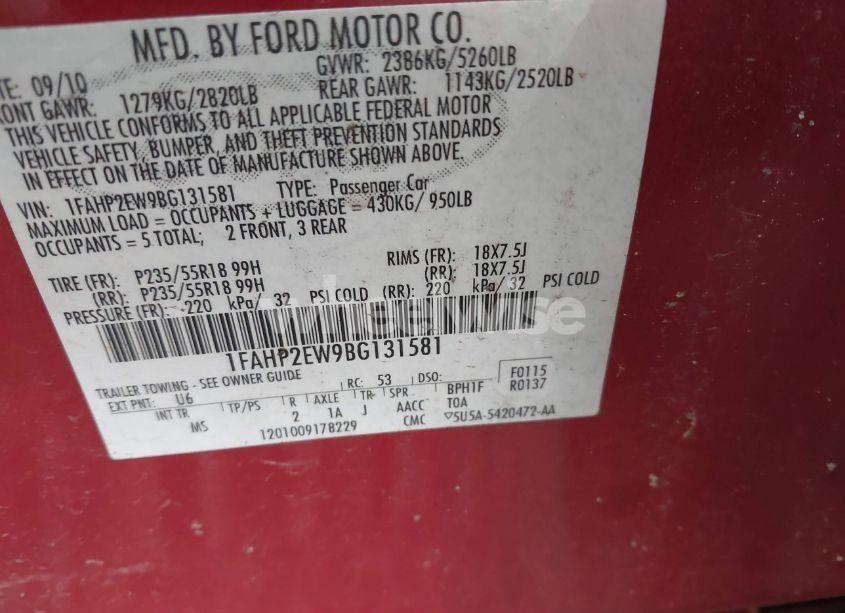 MFD. BY FORD MOTOR CO.
TE: 09/10 GVWR: 2386KG/5260LB
RONT GAWR: 1279KG/2820LB REAR GAWR: 1143KG/2520LB
THIS VEHICLE CONFORMS TO ALL APPLICABLE FEDERAL MOTOR
VEHICLE SAFETY, BUMPER, AND THEFT PREVENTION STANDARDS
IN EFFECT ON THE DATE OF MANUFACTURE SHOWN ABOVE.
VIN: 1FAHP2EW9BG131581 TYPE: Passenger Car
MAXIMUM LOAD = OCCUPANTS + LUGGAGE = 430KG/ 950LB
OCCUPANTS = 5 TOTAL; 2 FRONT, 3 REAR
TIRE (FR): P235/55R18 99H RIMS (FR): 18X7.5J
(RR): P235/55R18 99H (RR): 18X7.5J
PRESSURE (FR): 220 kPa/ 32 PSI COLD (RR): 220 kPa/ 32 PSI COLD
1FAHP2EW9BG131581
TRAILER TOWING - SEE OWNER GUIDE
EXT PNT: U6 RC: 53 DSO: F0115
INT TR TP/PS R AXLE TR SPR BPH1F R0137
MS 2 1A J AACC TOA
1201009178229 CMC 5U5A-5420472-AA